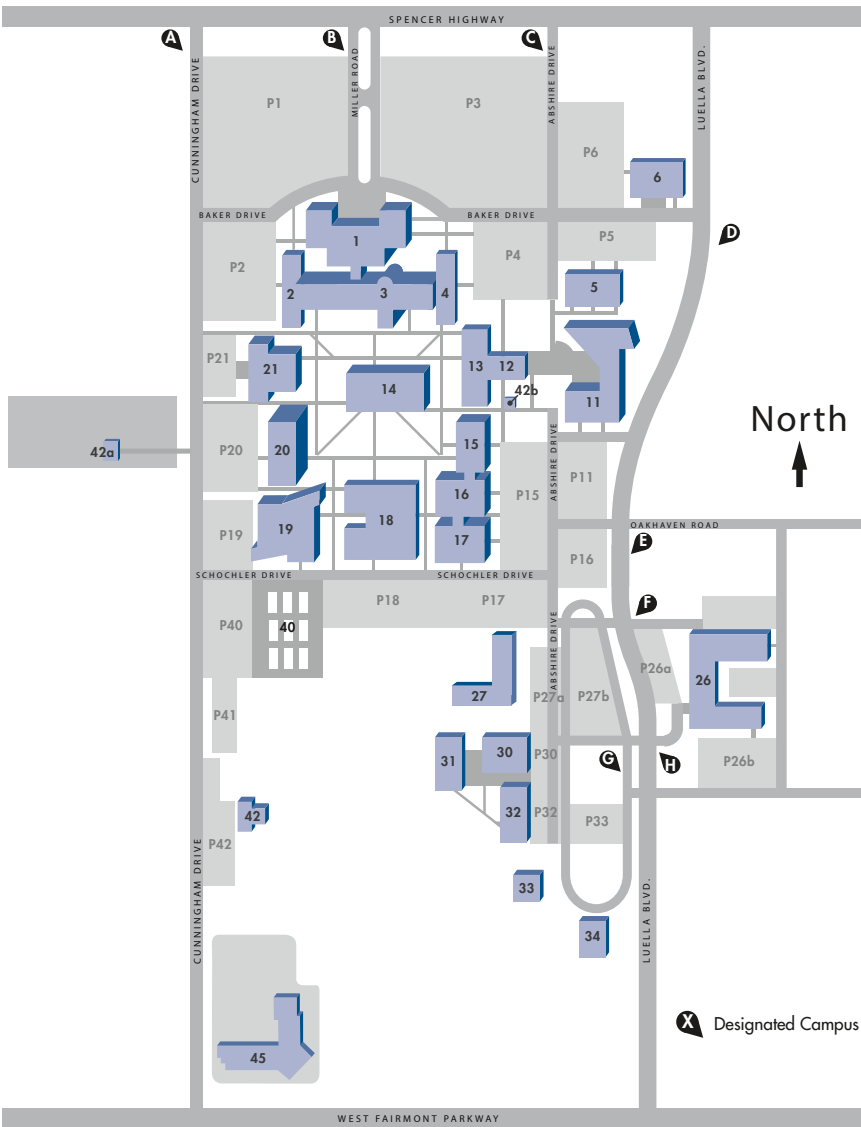 SPENCER HIGHWAY
A
B
C
CUNNINGHAM DRIVE
MILLER ROAD
ABSHIRE DRIVE
LUELLA BLVD.
P1
P3
P6
6
BAKER DRIVE
BAKER DRIVE
D
1
P5
P4
P2
2
3
4
5
P21
21
13
12
14
42b
11
North
42a
P20
20
15
ABSHIRE DRIVE
P11
16
P15
19
18
P19
17
OAKHAVEN ROAD
E
P16
SCHOCHLER DRIVE
SCHOCHLER DRIVE
P18
P17
F
P40
40
ABSHIRE DRIVE
P26a
26
27
P27a
P27b
P41
31
30
P30
G
H
P26b
42
32
P32
P33
P42
CUNNINGHAM DRIVE
33
LUELLA BLVD.
34
X Designated Campus
45
WEST FAIRMONT PARKWAY